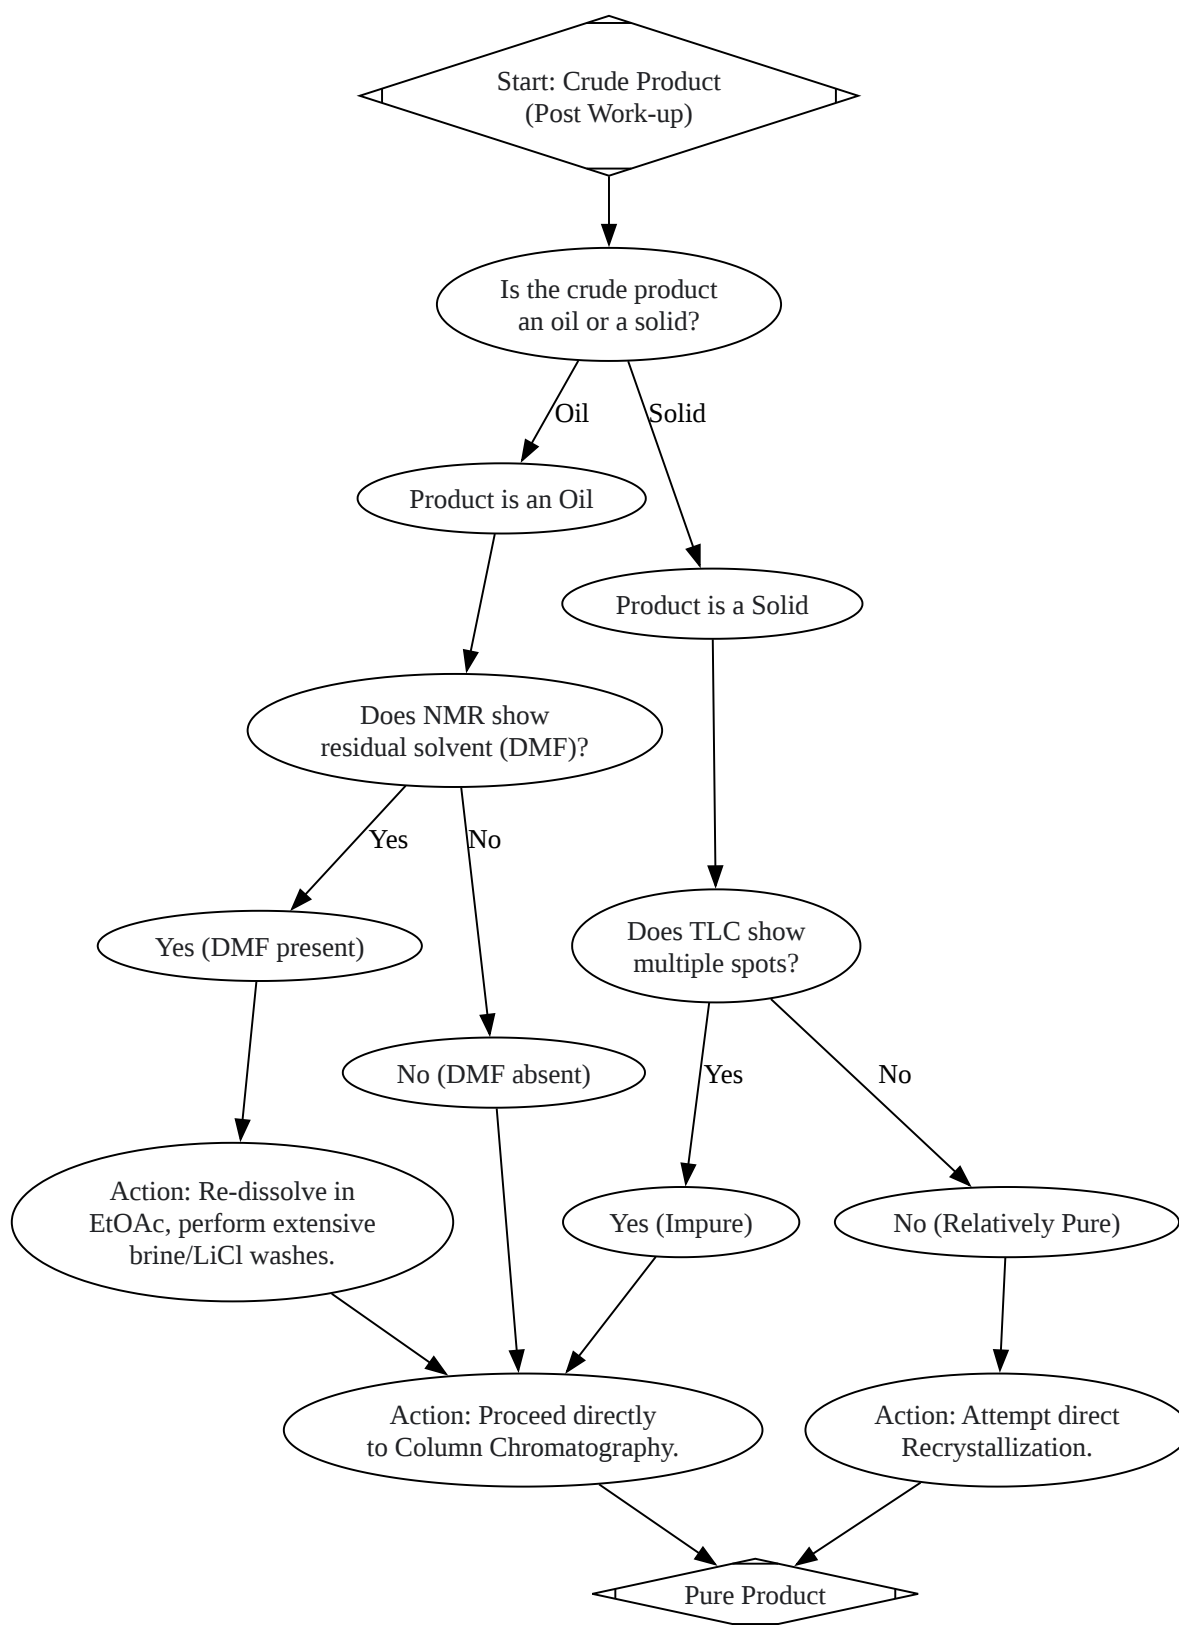 Start: Crude Product
(Post Work-up)
Is the crude product
an oil or a solid?
Oil
Solid
Product is an Oil
Product is a Solid
Does NMR show
residual solvent (DMF)?
Yes
No
Yes (DMF present)
Does TLC show
multiple spots?
No (DMF absent)
Yes
No
Action: Re-dissolve in
EtOAc, perform extensive
brine/LiCl washes.
Yes (Impure)
No (Relatively Pure)
Action: Proceed directly
to Column Chromatography.
Action: Attempt direct
Recrystallization.
Pure Product